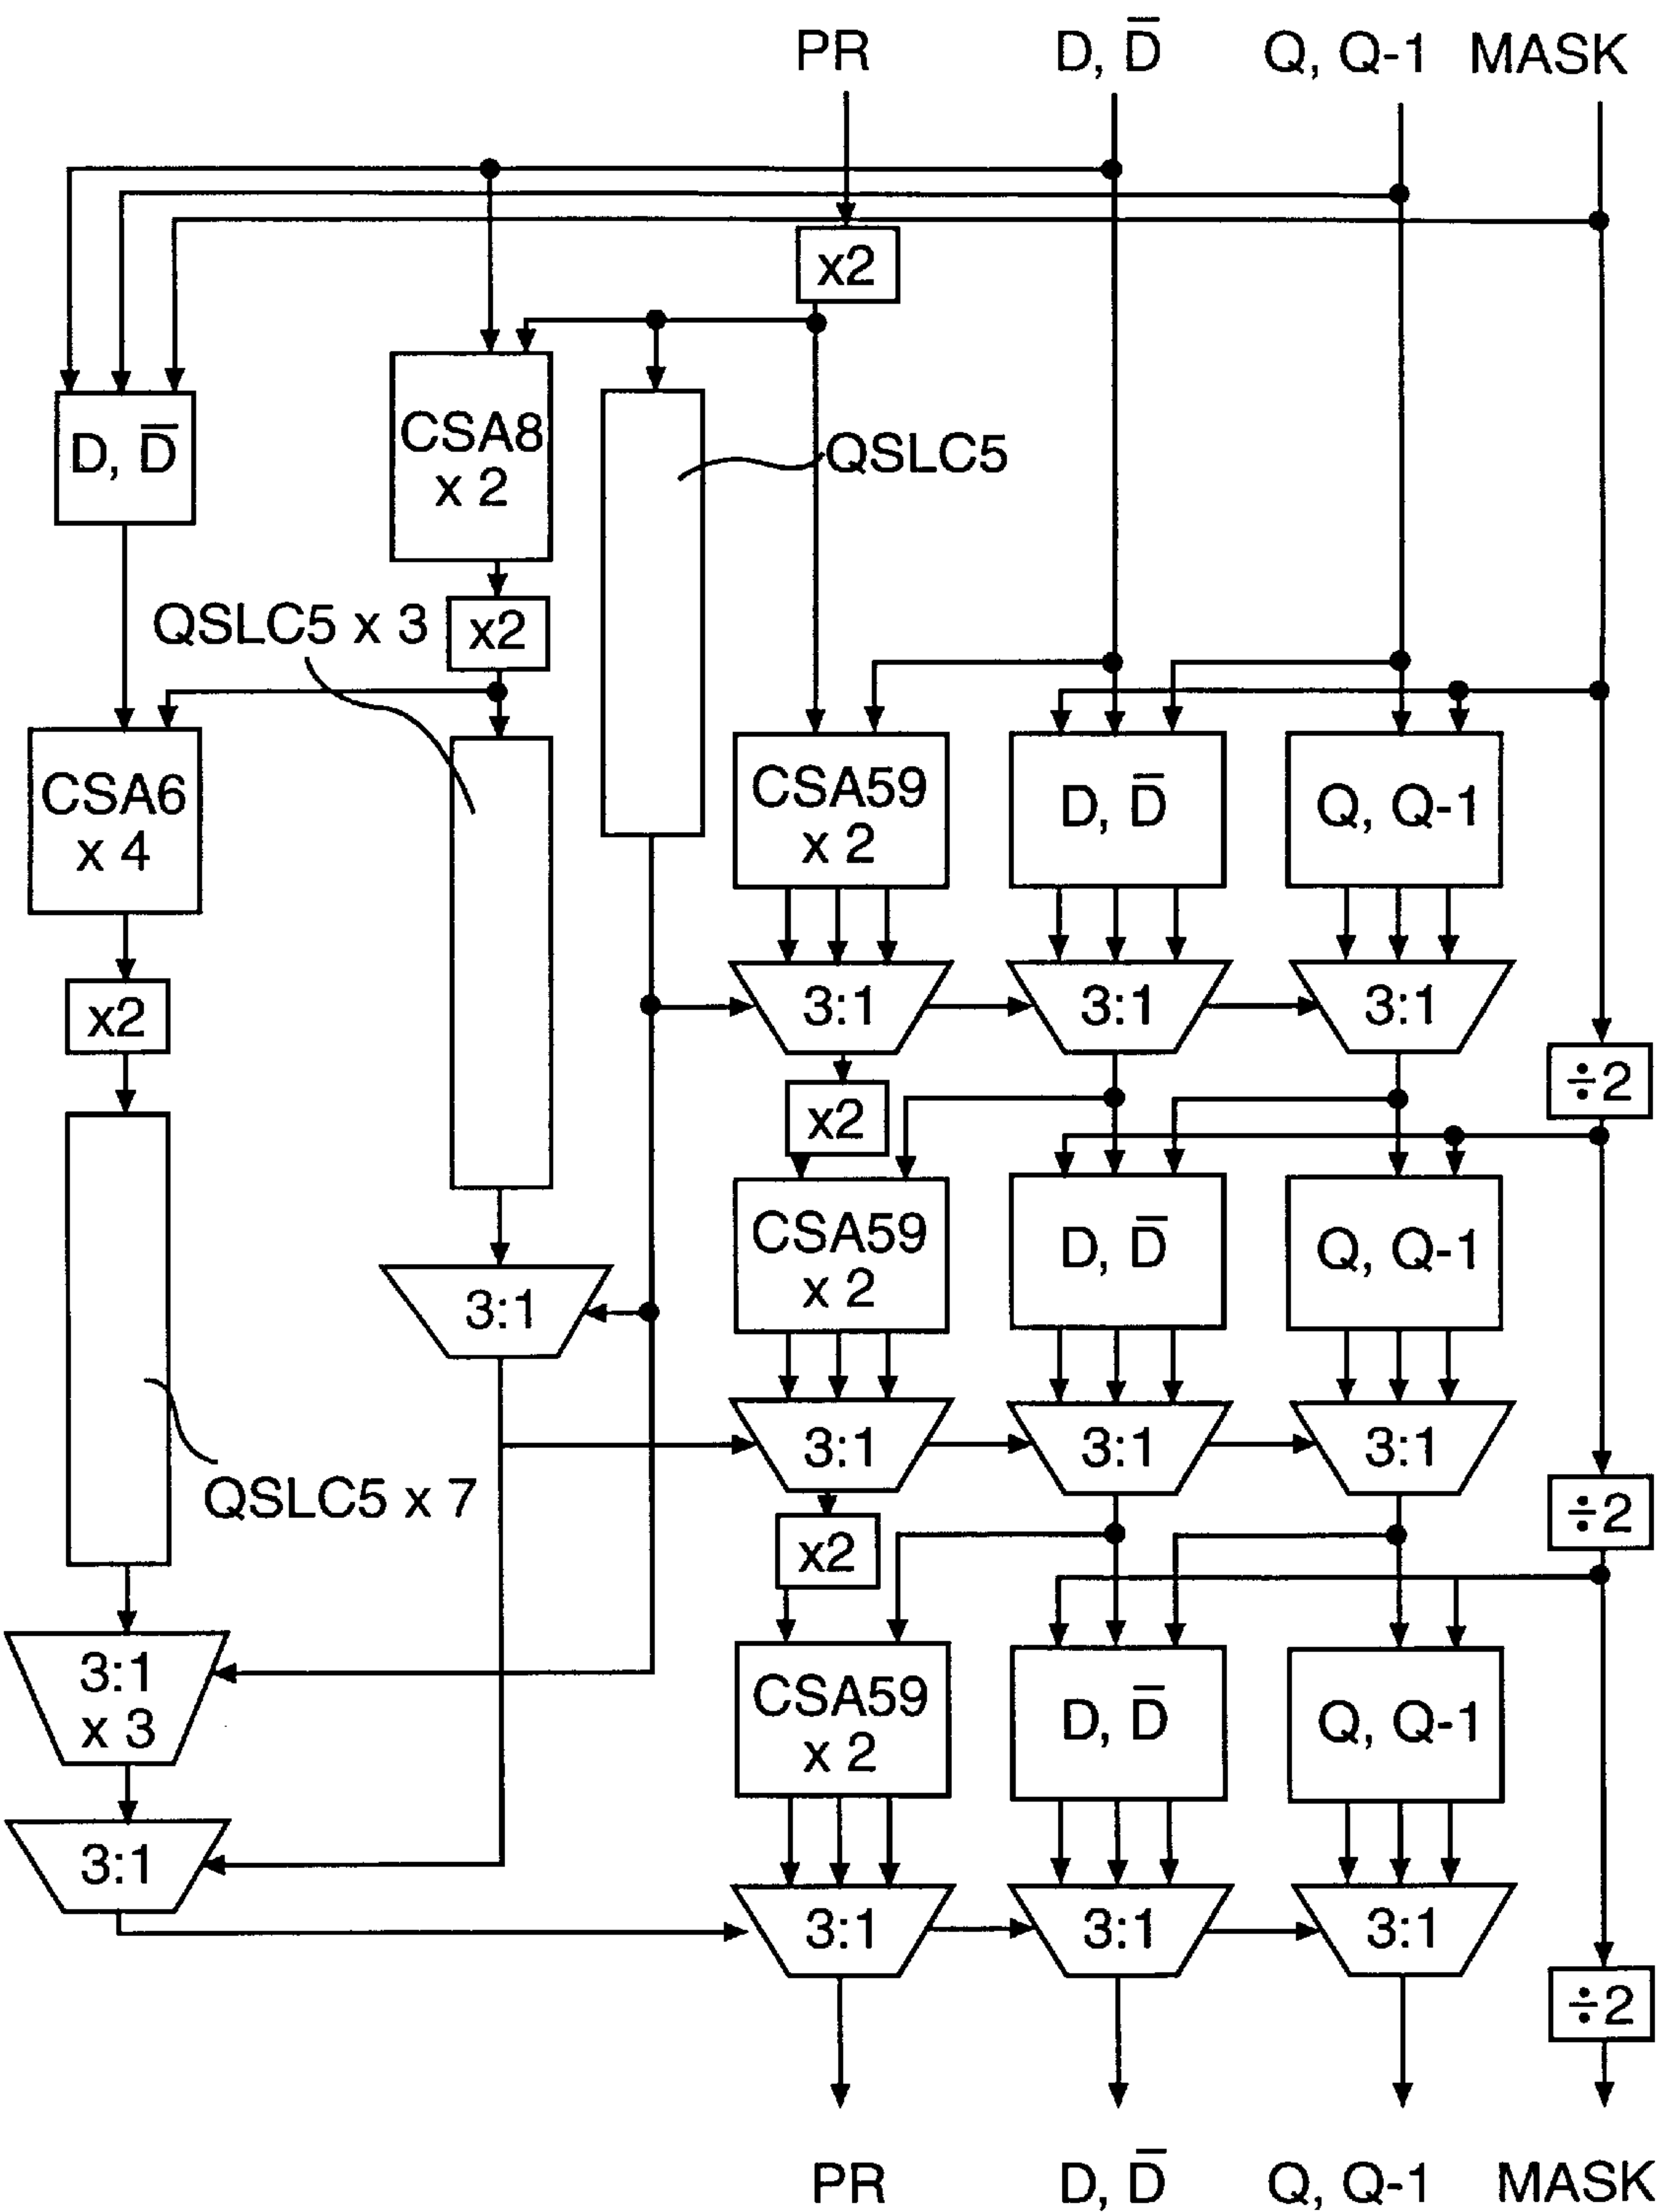 PR
D, D̅
Q, Q-1
MASK
x2
D, D̅
CSA8
x 2
QSLC5
QSLC5 x 3
x2
CSA6
x 4
CSA59
x 2
D, D̅
Q, Q-1
x2
3:1
3:1
3:1
÷2
x2
CSA59
x 2
D, D̅
Q, Q-1
3:1
3:1
3:1
3:1
QSLC5 x 7
x2
÷2
3:1
x 3
CSA59
x 2
D, D̅
Q, Q-1
3:1
3:1
3:1
3:1
÷2
PR
D, D̅
Q, Q-1
MASK